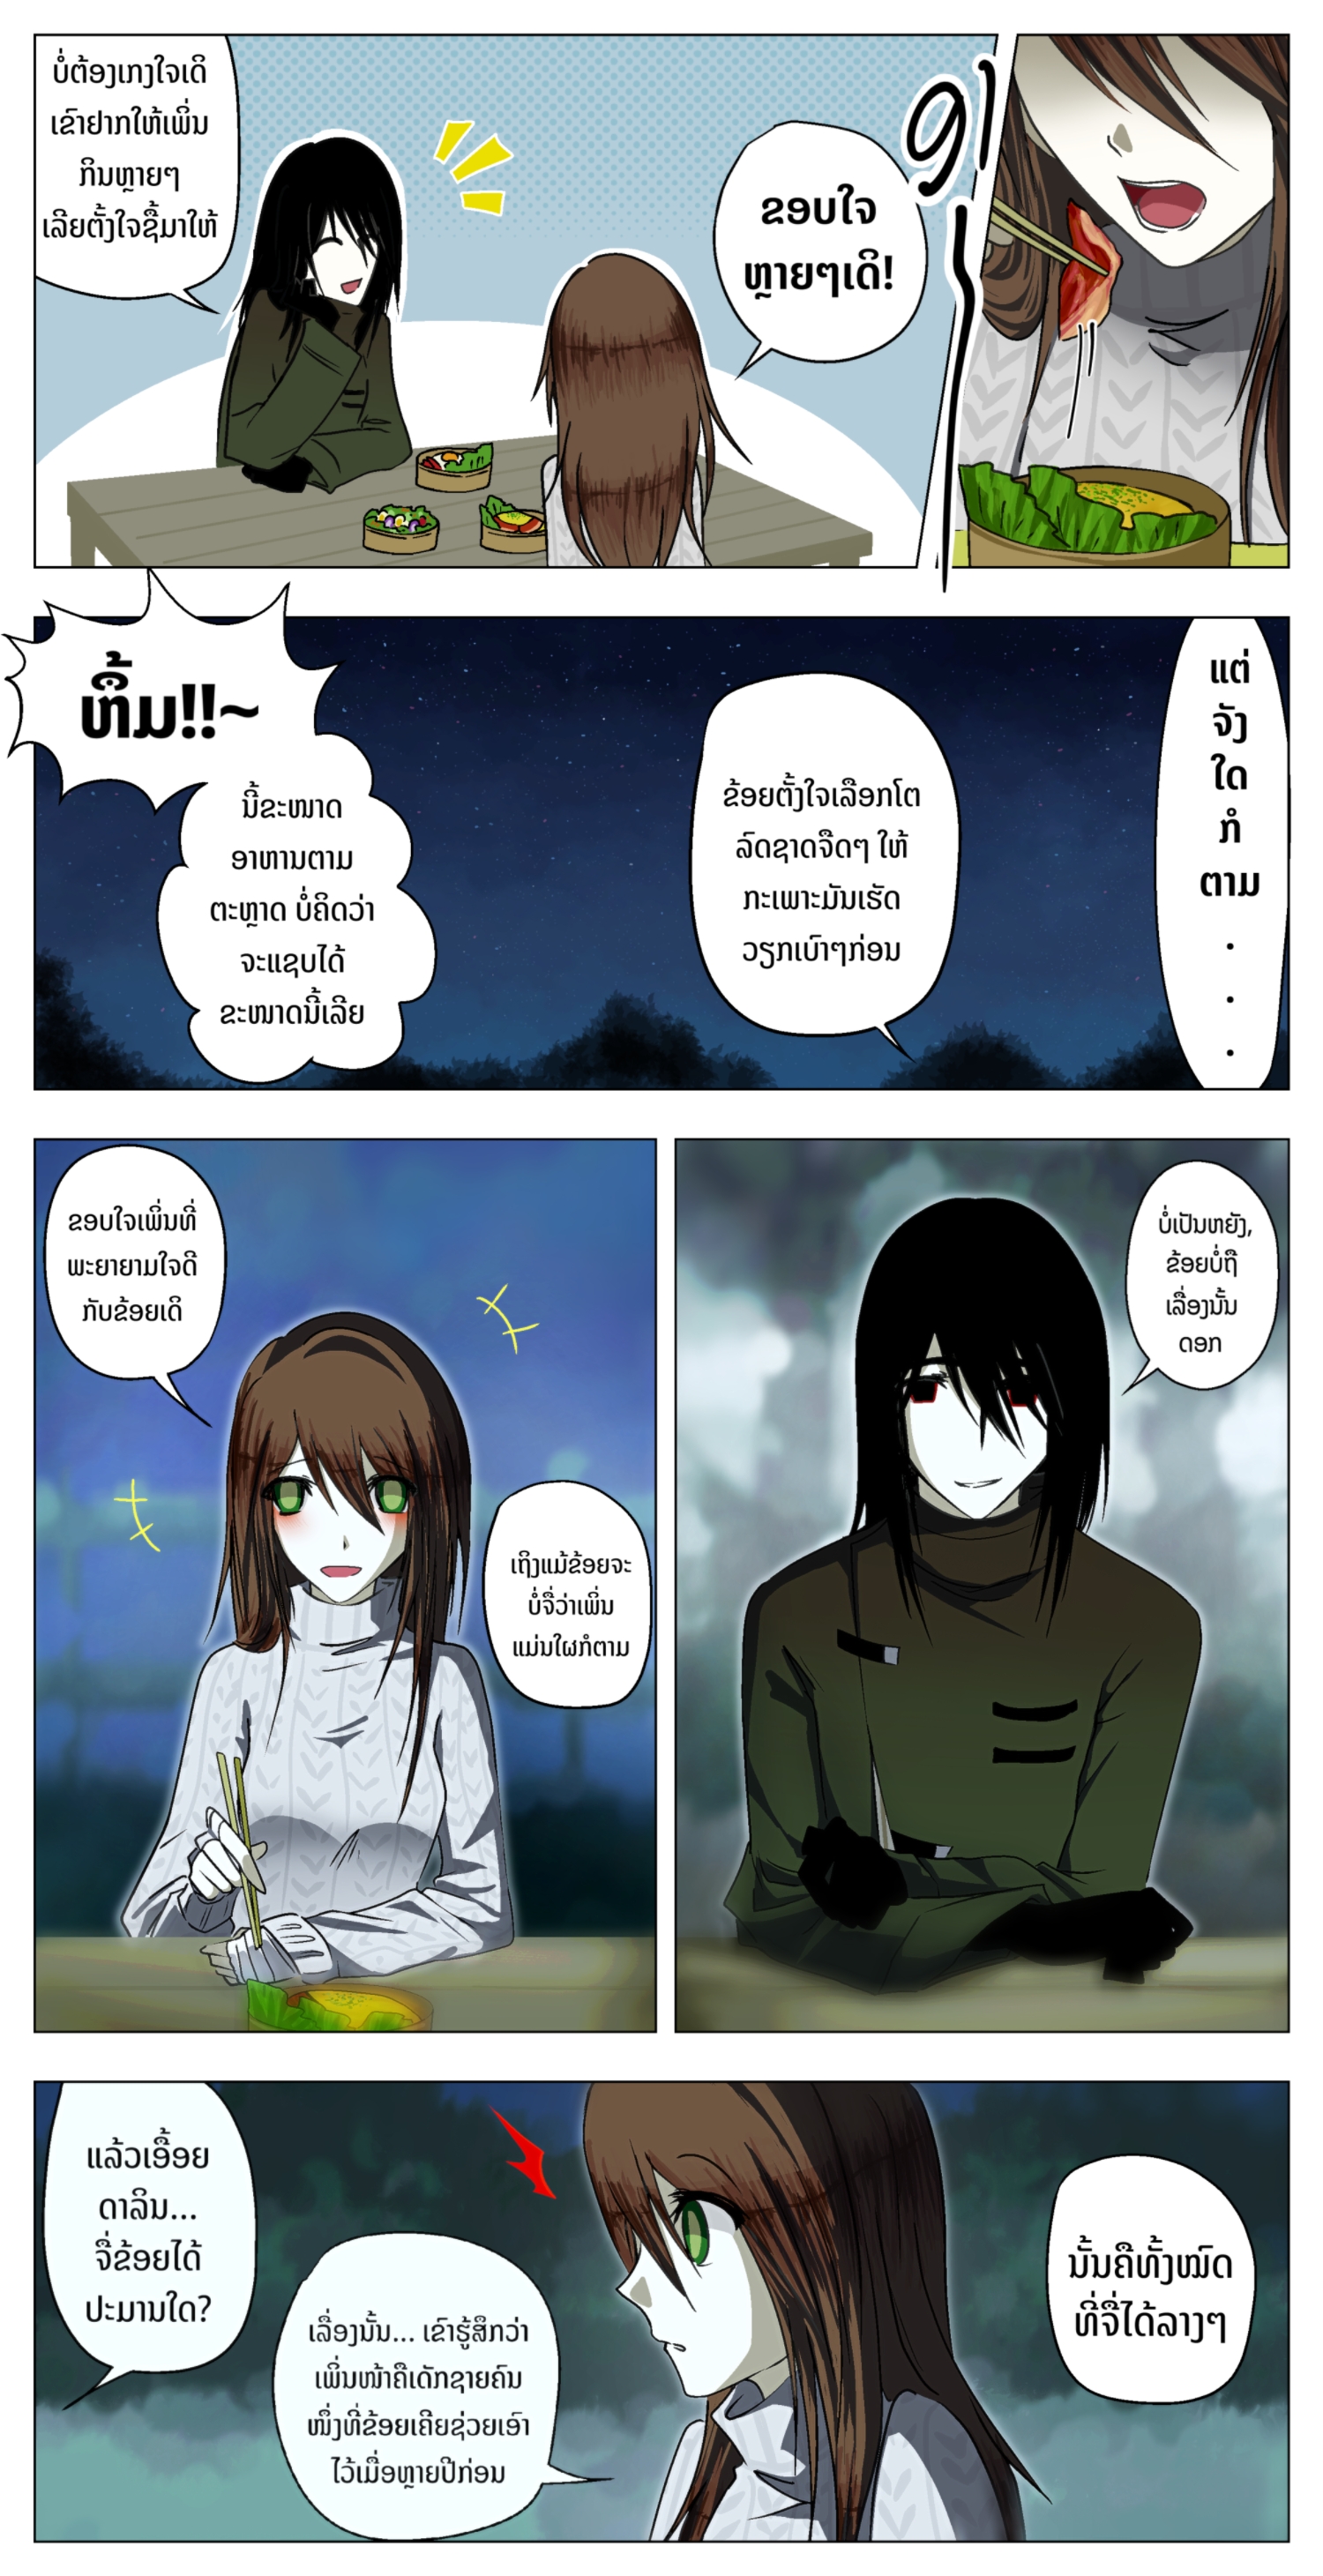 ບໍ່ຕ້ອງເກງໃຈເດີ
ເຂົາຢາກໃຫ້ເພິ່ນ
ກິນຫຼາຍໆ
ເລີຍຕັ້ງໃຈຊື້ມາໃຫ້
ຂອບໃຈ
ຫຼາຍໆເດີ!
ຫຶ້ມ!!~
ນີ້ຂະໜາດ
ອາຫານຕາມ
ຕະຫຼາດ ບໍ່ຄິດວ່າ
ຈະແຊບໄດ້
ຂະໜາດນີ້ເລີຍ
ຂ້ອຍຕັ້ງໃຈເລືອກໂຕ
ລົດຊາດຈືດໆ ໃຫ້
ກະເພາະມັນເຮັດ
ວຽກເບົາໆກ່ອນ
ແຕ່
ຈັງ
ໃດ
ກໍ
ຕາມ
.
.
.
ຂອບໃຈເພິ່ນທີ່
ພະຍາຍາມໃຈດີ
ກັບຂ້ອຍເດີ
ເຖິງແມ້ຂ້ອຍຈະ
ບໍ່ຈື່ວ່າເພິ່ນ
ແມ່ນໃຜກໍຕາມ
ບໍ່ເປັນຫຍັງ,
ຂ້ອຍບໍ່ຖື
ເລື່ອງນັ້ນ
ດອກ
ແລ້ວເອື້ອຍ
ດາລິນ...
ຈື່ຂ້ອຍໄດ້
ປະມານໃດ?
ເລື່ອງນັ້ນ... ເຂົາຮູ້ສຶກວ່າ
ເພິ່ນໜ້າຄືເດັກຊາຍຄົນ
ໜຶ່ງທີ່ຂ້ອຍເຄີຍຊ່ວຍເອົາ
ໄວ້ເມື່ອຫຼາຍປີກ່ອນ
ນັ້ນຄືທັ້ງໝົດ
ທີ່ຈື່ໄດ້ລາງໆ